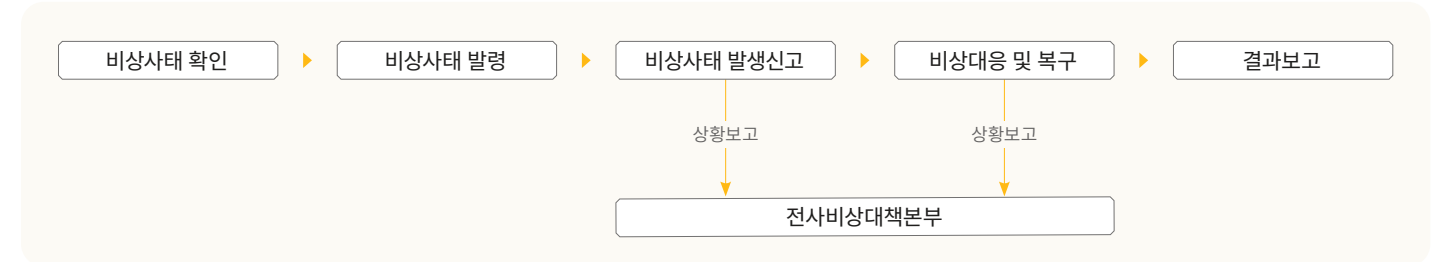 비상사태 확인
비상사태 발령
비상사태 발생신고
비상대응 및 복구
결과보고
상황보고
상황보고
전사비상대책본부